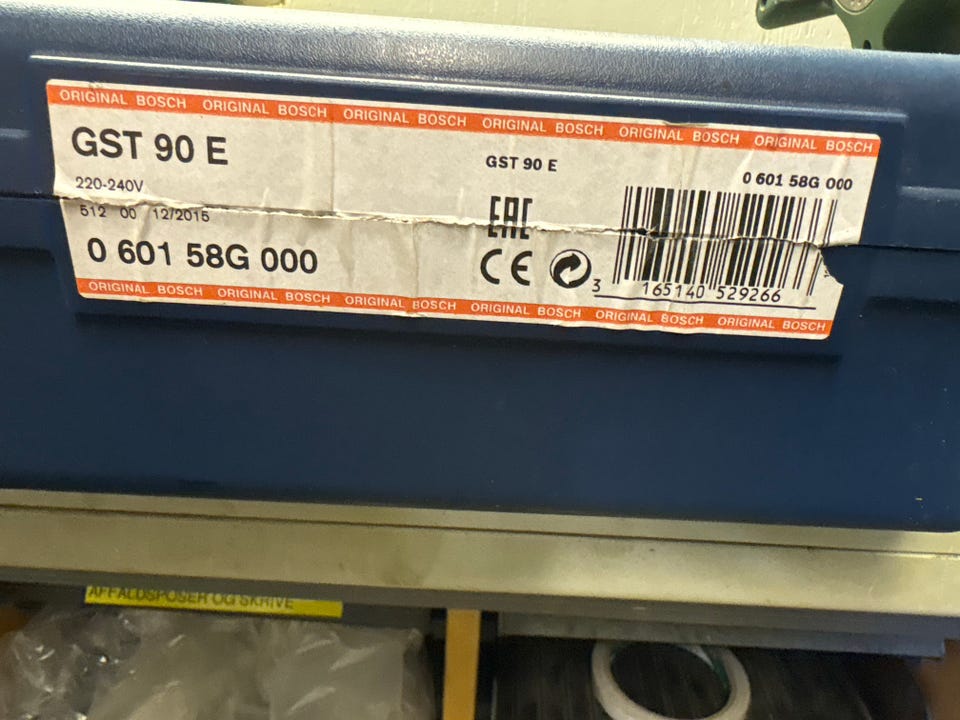 ORIGINAL BOSCH ORIGINAL BOSCH ORIGINAL BOSCH ORIGINAL BOSCH ORIGINAL BOSCH ORIGINAL BOSCH
GST 90 E
220-240V
512 00 12/2015
0 601 58G 000
GST 90 E
0 601 58G 000
EAC
CE
3 165140 529266
ORIGINAL BOSCH ORIGINAL BOSCH ORIGINAL BOSCH ORIGINAL BOSCH ORIGINAL BOSCH ORIGINAL BOSCH
AFFALDSPOSER OG SKRIVE